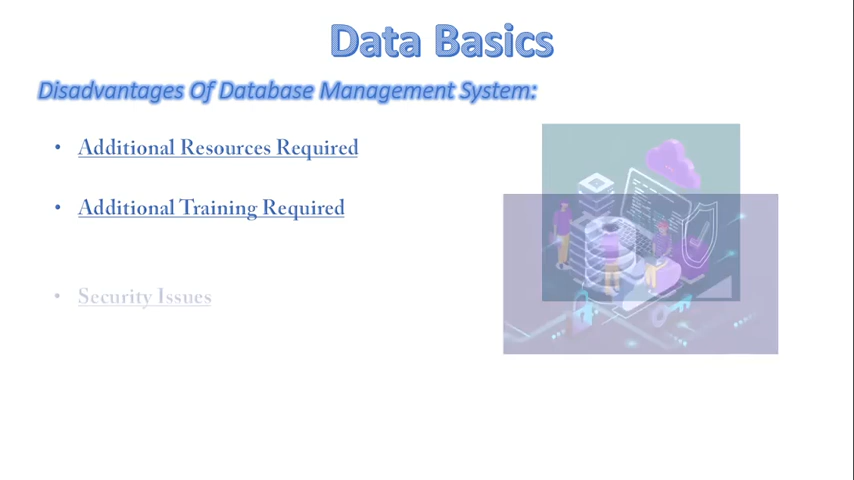 Data Basics
Disadvantages Of Database Management System:
• Additional Resources Required
• Additional Training Required
• Security Issues